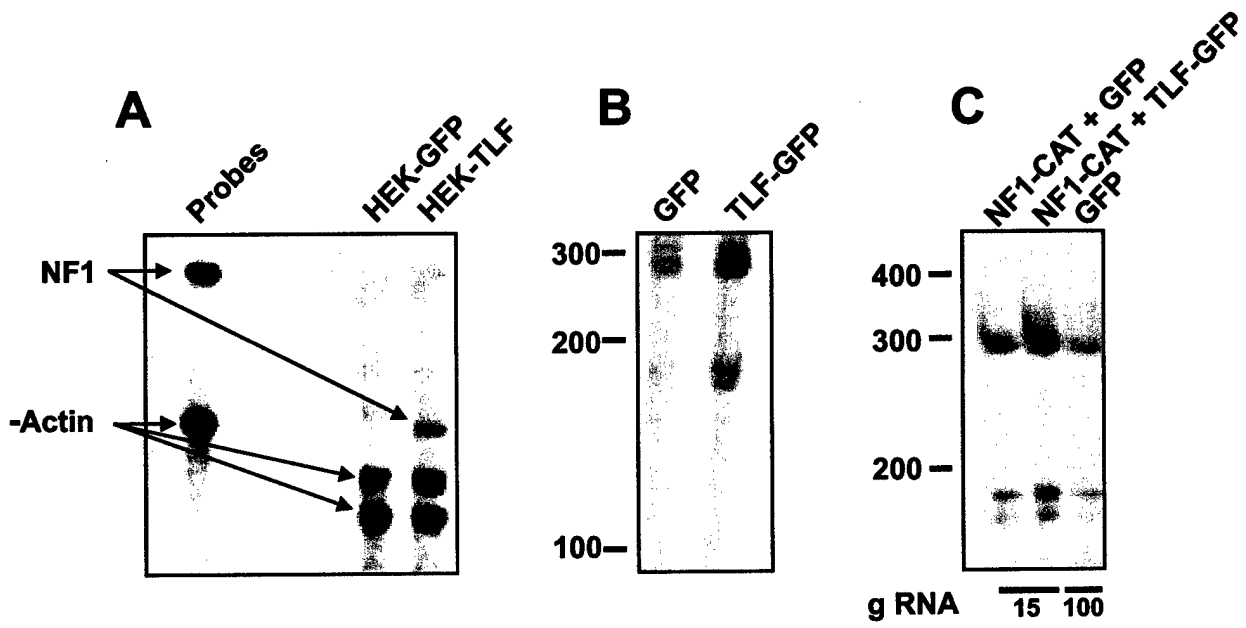 A
Probes
HEK-GFP
HEK-TLF
NF1
-Actin
B
GFP
TLF-GFP
300
200
100
C
NF1-CAT + GFP
NF1-CAT + TLF-GFP
GFP
400
300
200
g RNA
15
100